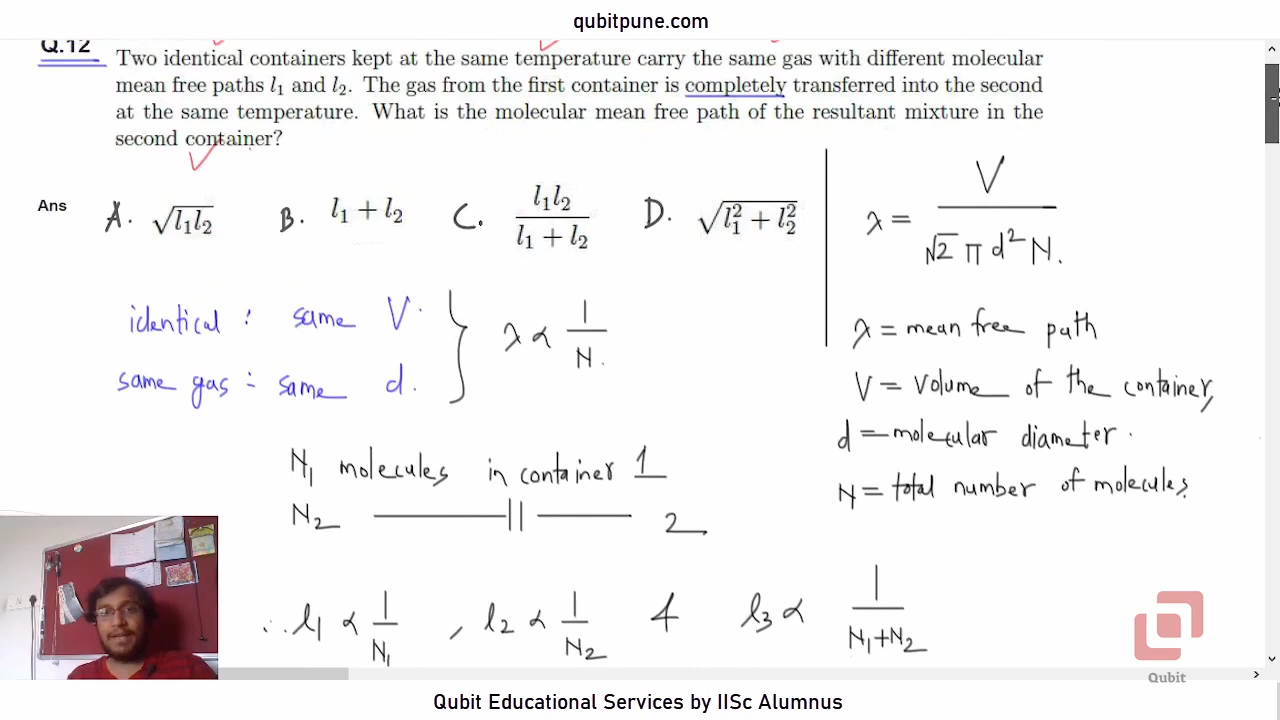 qubitpune.com
Q.12
Two identical containers kept at the same temperature carry the same gas with different molecular
mean free paths l₁ and l₂. The gas from the first container is completely transferred into the second
at the same temperature. What is the molecular mean free path of the resultant mixture in the
second container?
Ans A. √l₁l₂ B. l₁ + l₂ C. l₁l₂/(l₁ + l₂) D. √(l₁² + l₂²)
λ = V/(√2 π d² N).
identical : same V.
same gas : same d.
λ ∝ 1/N.
λ = mean free path
V = Volume of the container,
d = molecular diameter.
N = total number of molecules.
N₁ molecules in container 1
N₂ —||— 2
∴ l₁ ∝ 1/N₁ , l₂ ∝ 1/N₂ & l₃ ∝ 1/(N₁+N₂)
Qubit
Qubit Educational Services by IISc Alumnus